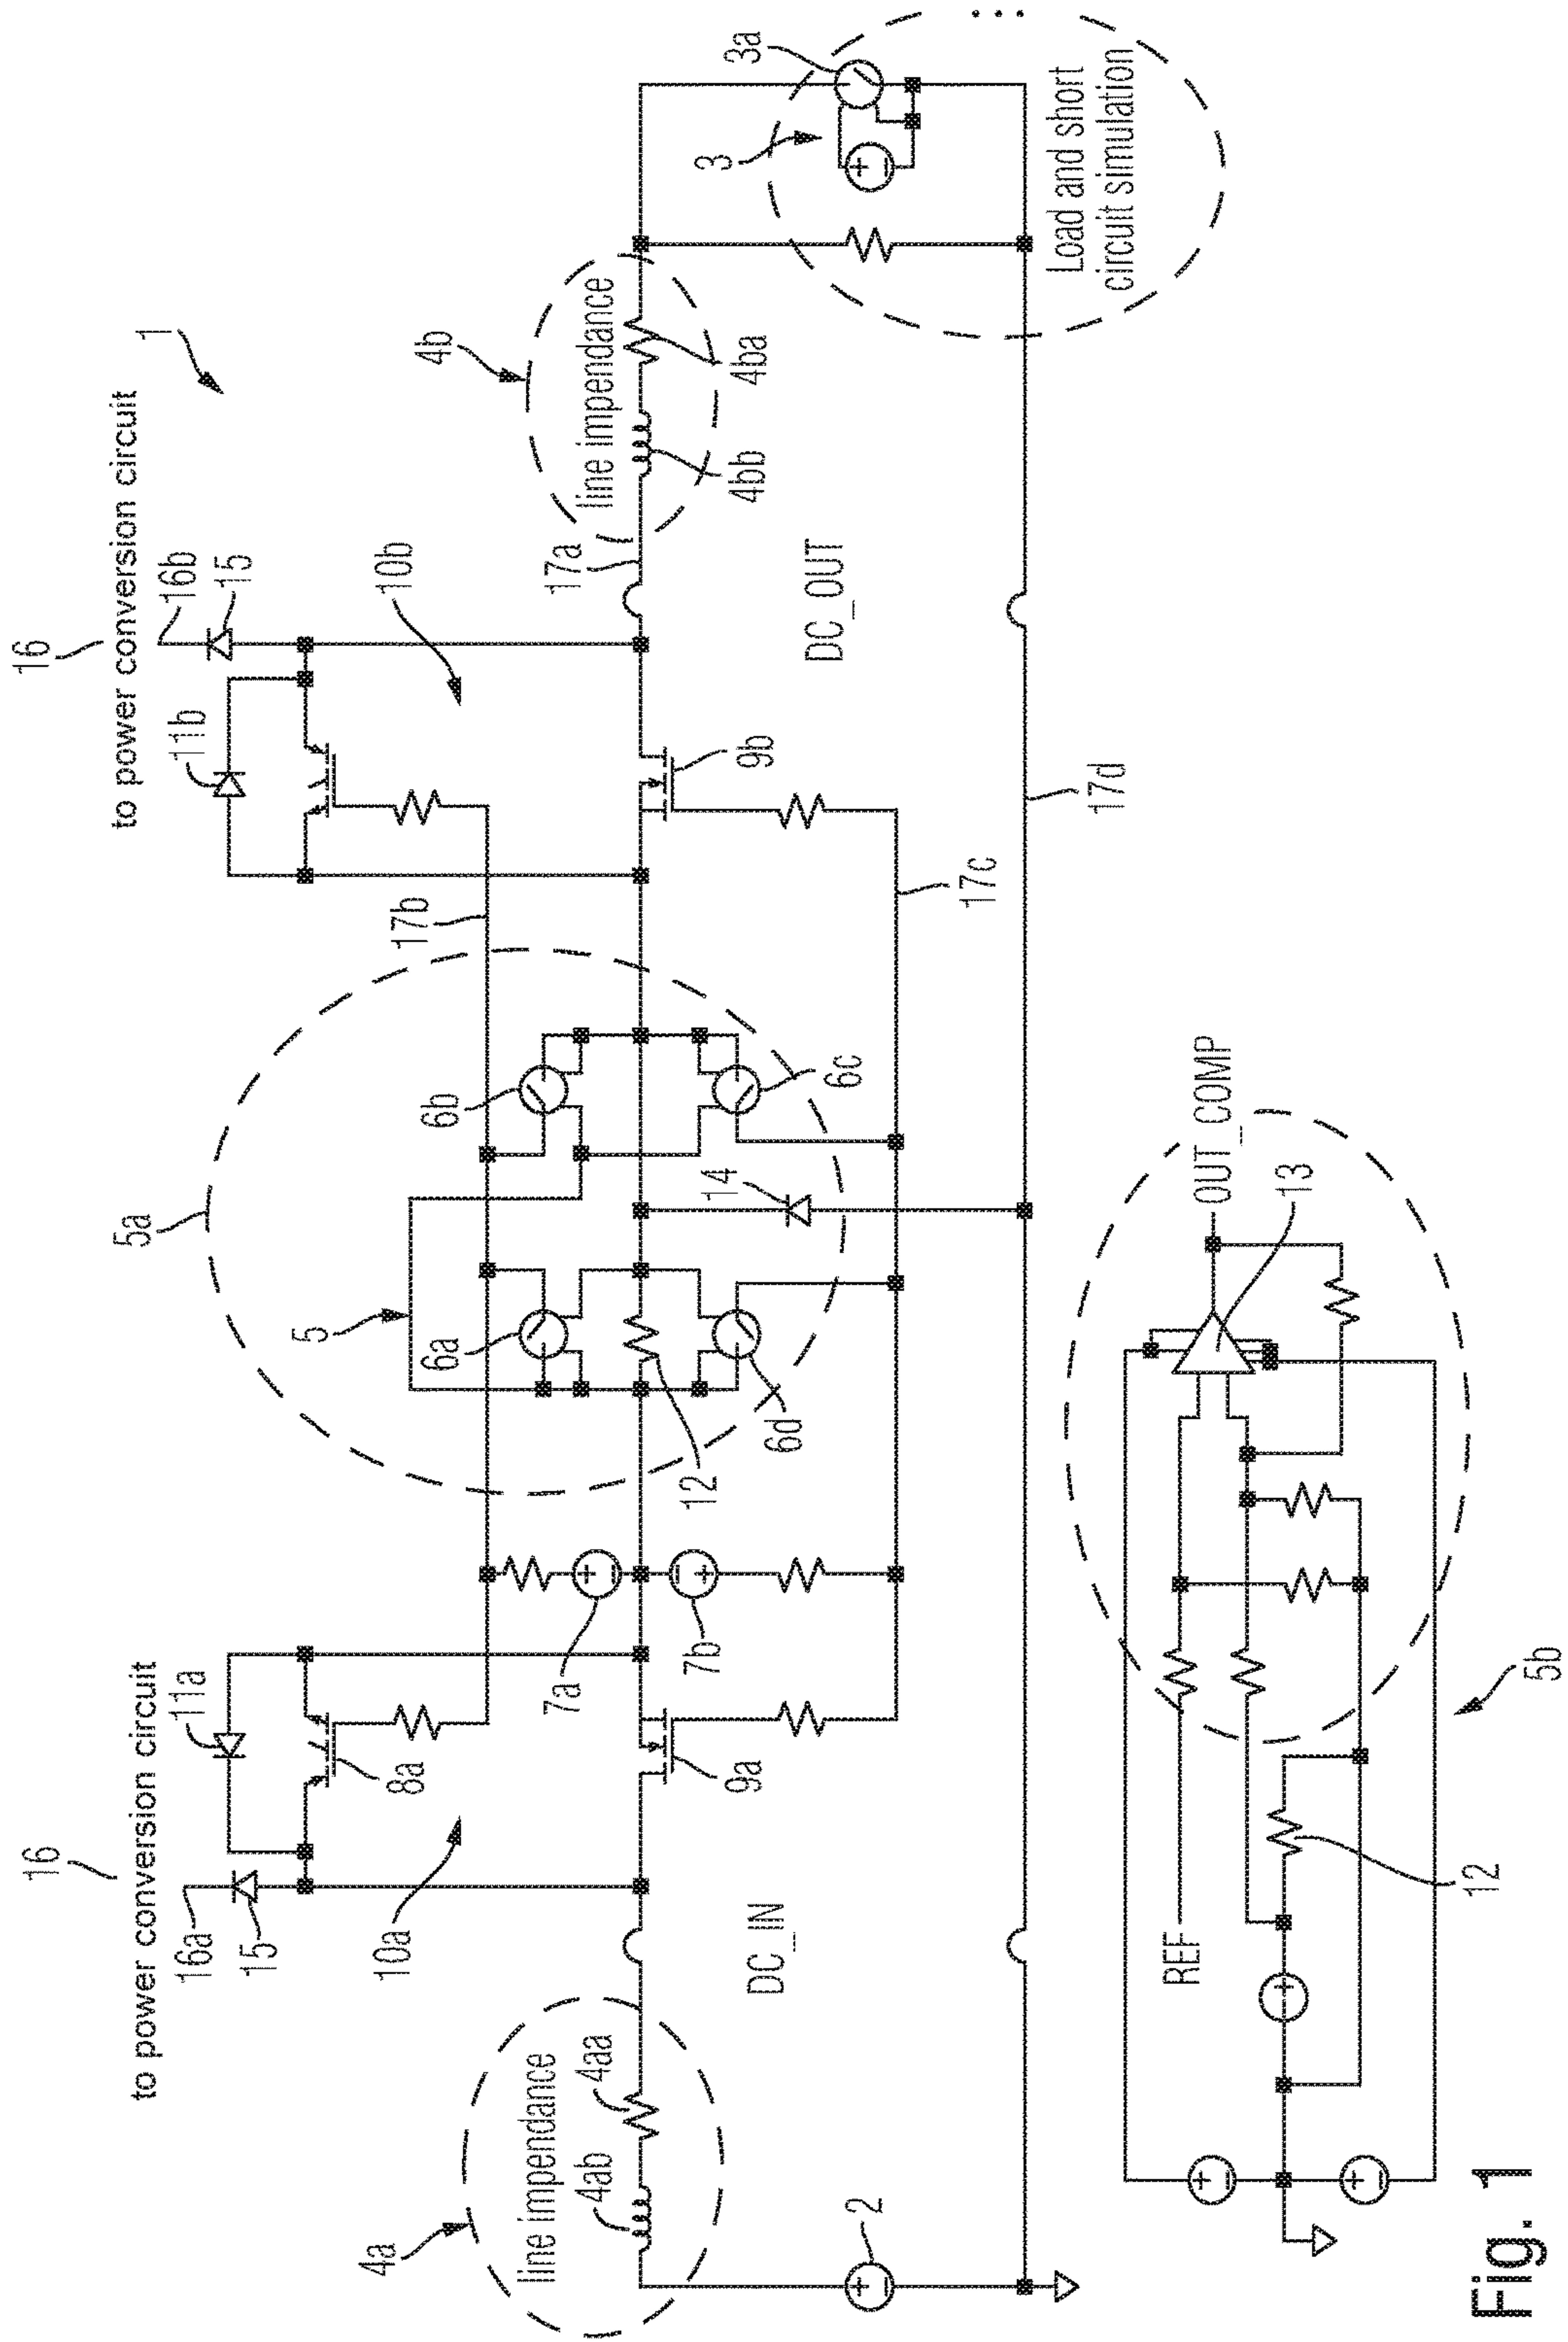 16
to power conversion circuit
16a
15
11a
8a
10a
9a
DC_IN
4a
line impendance
4ab
4aa
2
7a
7b
5a
5
6a
6b
6c
6d
12
14
17b
17c
17d
16
to power conversion circuit
16b
15
11b
10b
9b
17a
DC_OUT
1
4b
line impendance
4bb
4ba
3
3a
...
Load and short
circuit simulation
REF
12
5b
13
OUT_COMP
Fig. 1